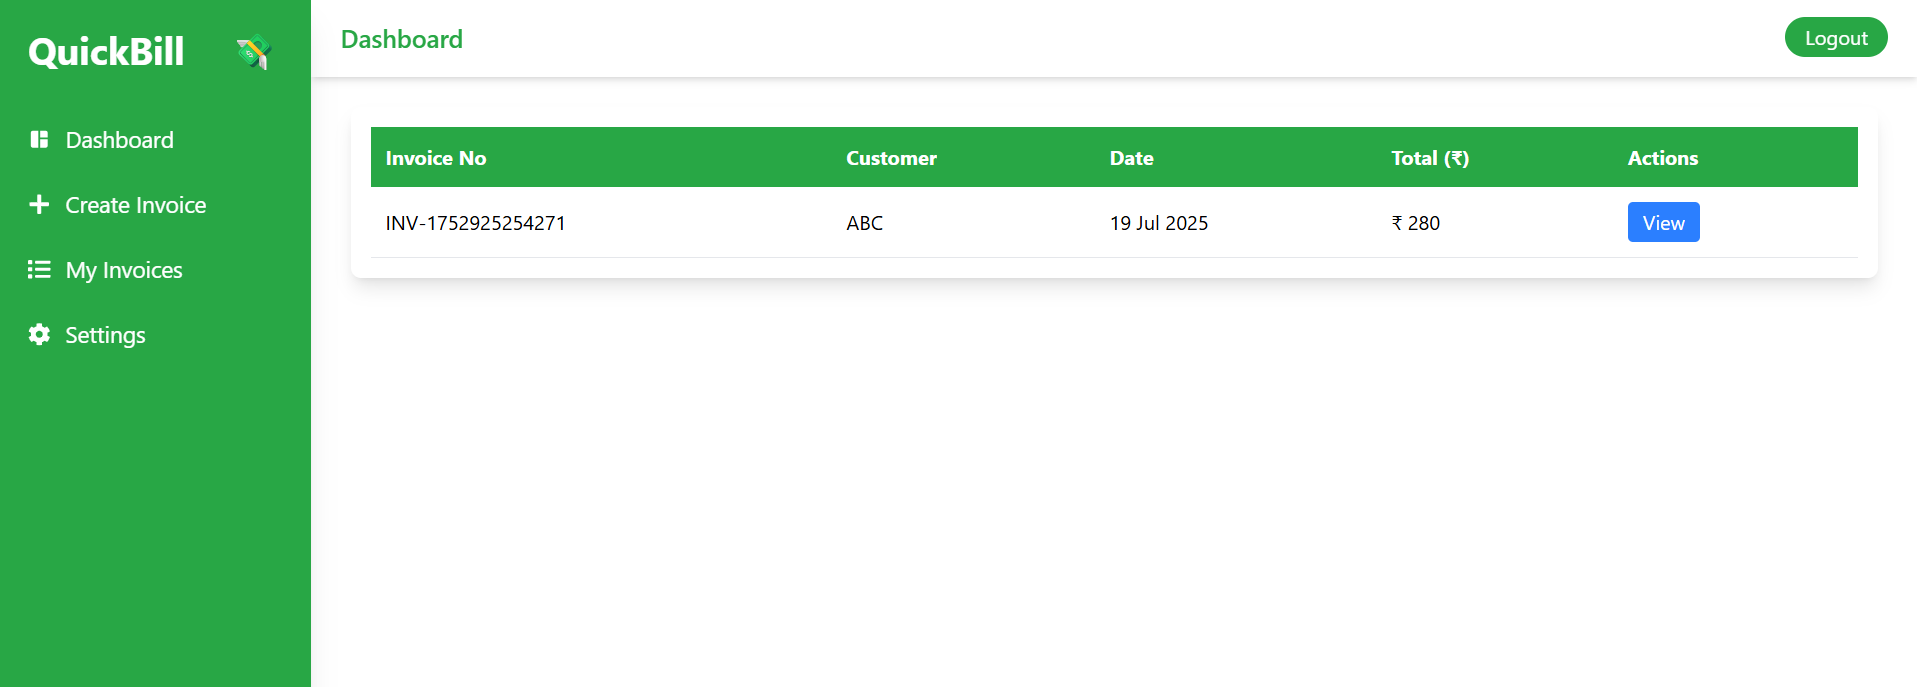 QuickBill
Dashboard
Create Invoice
My Invoices
Settings
Dashboard
Logout
Invoice No Customer Date Total (₹) Actions
INV-1752925254271 ABC 19 Jul 2025 ₹ 280 View